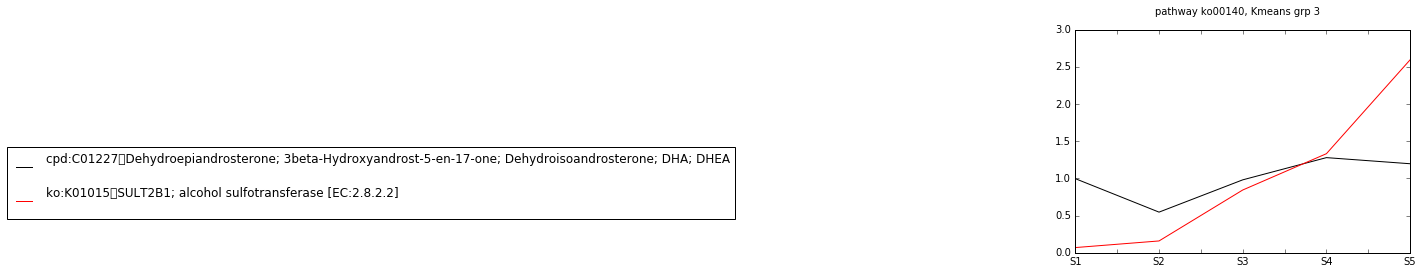 pathway ko00140, Kmeans grp 3
3.0
2.5
2.0
1.5
1.0
0.5
0.0
S1 S2 S3 S4 S5
cpd:C01227▯Dehydroepiandrosterone; 3beta-Hydroxyandrost-5-en-17-one; Dehydroisoandrosterone; DHA; DHEA
ko:K01015▯SULT2B1; alcohol sulfotransferase [EC:2.8.2.2]